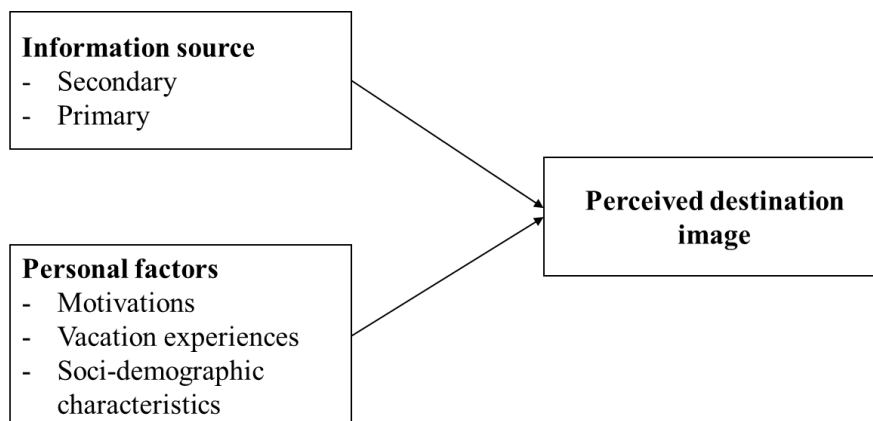 Information source
- Secondary
- Primary
Perceived destination
image
Personal factors
- Motivations
- Vacation experiences
- Soci-demographic
characteristics